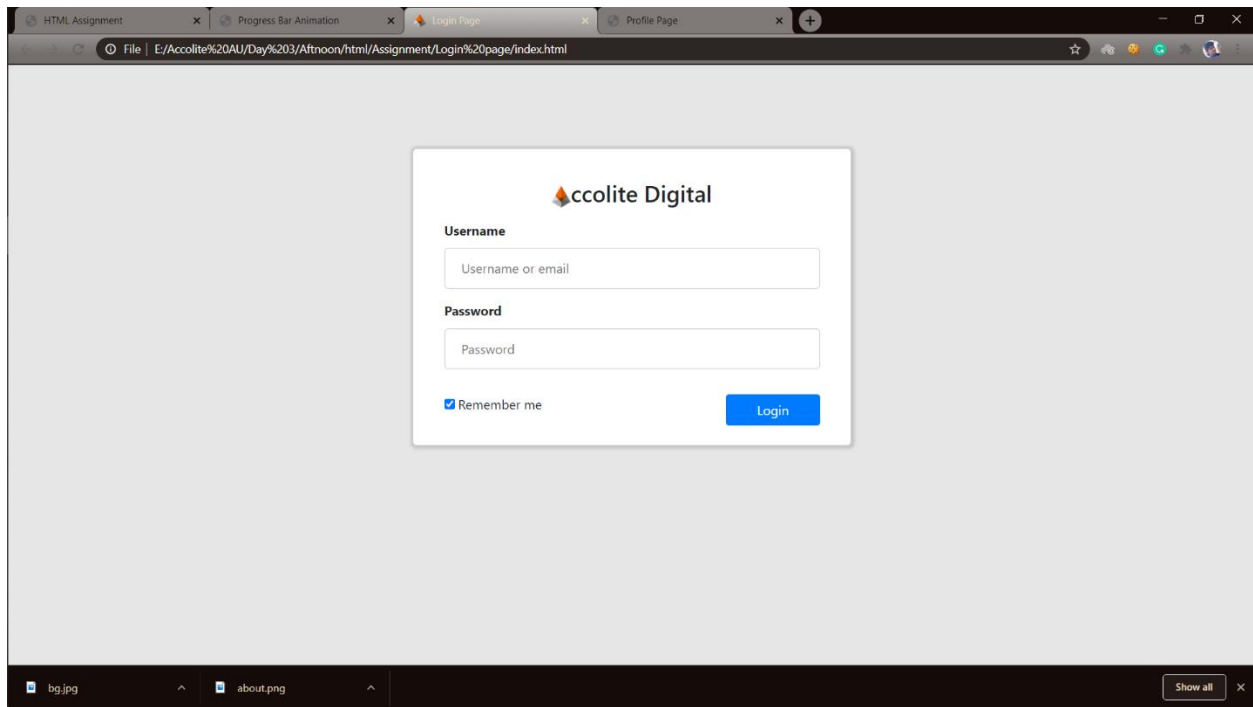 HTML Assignment Progress Bar Animation Login Page Profile Page
File E:/Accolite%20AU/Day%203/Aftnoon/html/Assignment/Login%20page/index.html
ccolite Digital
Username
Username or email
Password
Password
Remember me Login
bg.jpg about.png Show all